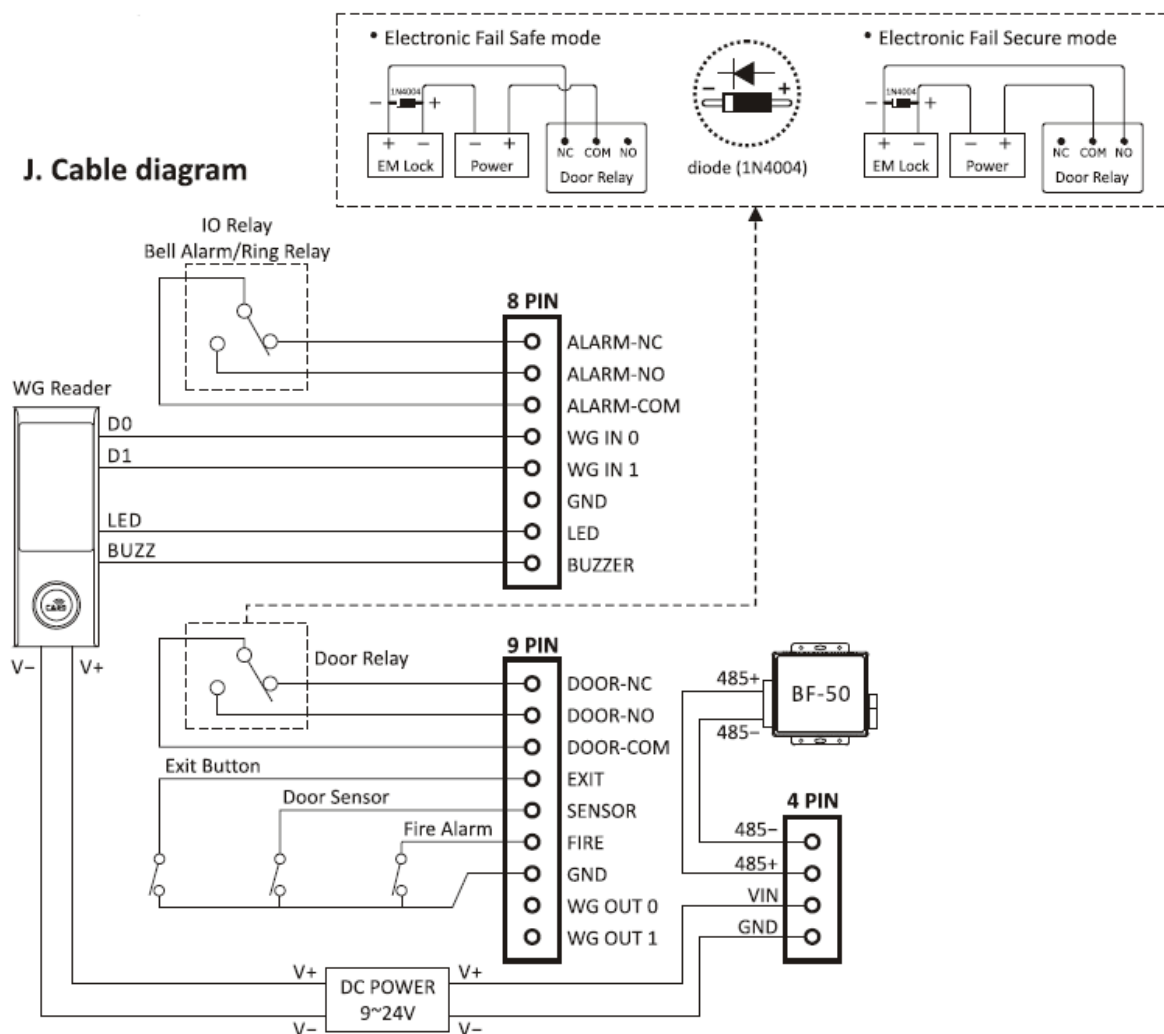 • Electronic Fail Safe mode
• Electronic Fail Secure mode
1N4004
− +
− +
1N4004
− +
+ −
EM Lock
− +
Power
NC COM NO
Door Relay
diode (1N4004)
+ −
EM Lock
− +
Power
NC COM NO
Door Relay
J. Cable diagram
IO Relay
Bell Alarm/Ring Relay
8 PIN
ALARM-NC
ALARM-NO
ALARM-COM
WG IN 0
WG IN 1
GND
LED
BUZZER
WG Reader
D0
D1
LED
BUZZ
CARD
V− V+
Door Relay
9 PIN
DOOR-NC
DOOR-NO
DOOR-COM
EXIT
SENSOR
FIRE
GND
WG OUT 0
WG OUT 1
Exit Button
Door Sensor
Fire Alarm
485+
485−
BF-50
4 PIN
485−
485+
VIN
GND
V+ V+
DC POWER
9~24V
V− V−